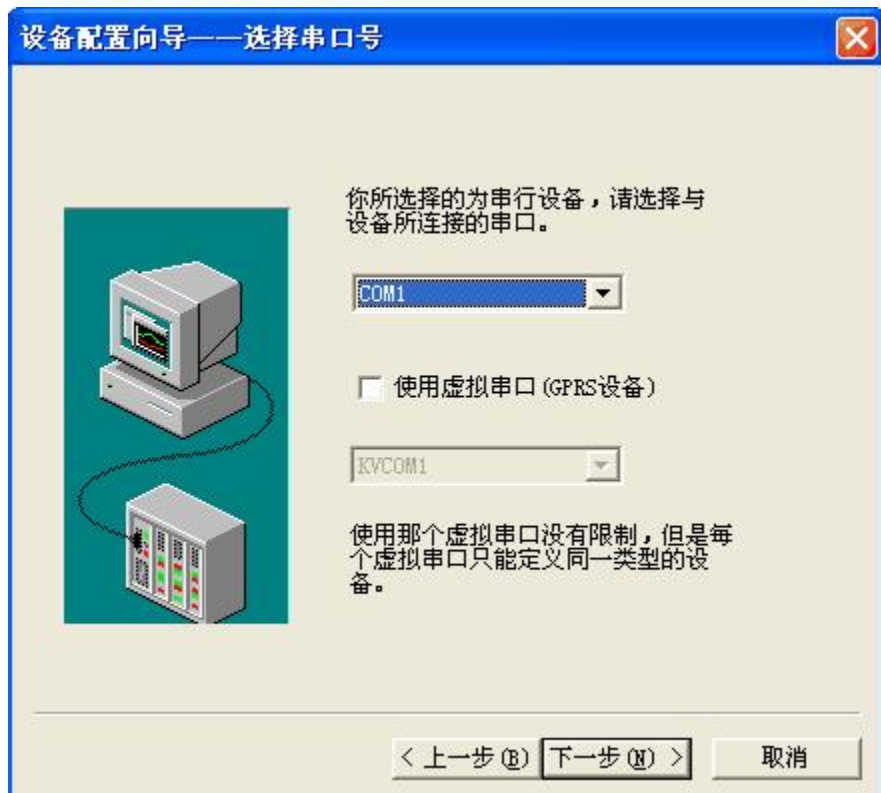 设备配置向导——选择串口号
你所选择的为串行设备，请选择与
设备所连接的串口。
COM1
使用虚拟串口(GPRS设备)
KVCOM1
使用那个虚拟串口没有限制，但是每
个虚拟串口只能定义同一类型的设
备。
< 上一步(B) 下一步(N) > 取消